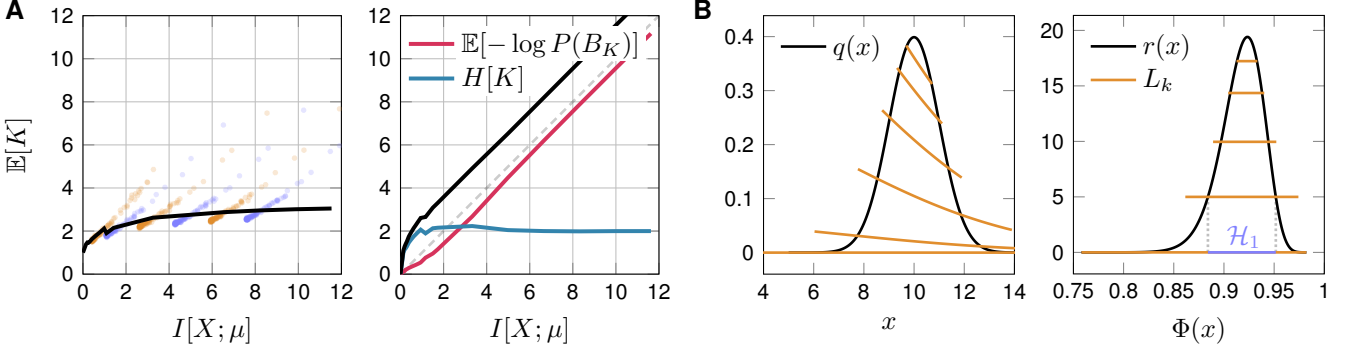 A
12
10
8
6
4
2
0
𝔼[K]
0 2 4 6 8 10 12
I[X; μ]
12
10
8
6
4
2
0
𝔼[− log P(B_K)]
H[K]
0 2 4 6 8 10 12
I[X; μ]
B
0.4
0.3
0.2
0.1
0
q(x)
4 6 8 10 12 14
x
20
15
10
5
0
r(x)
L_k
ℋ₁
0.75 0.8 0.85 0.9 0.95 1
Φ(x)